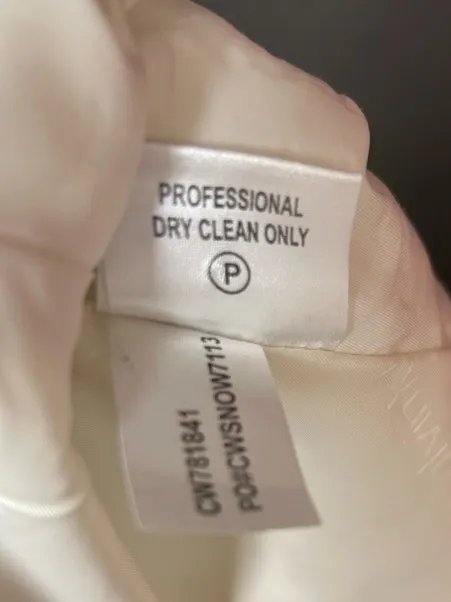 PROFESSIONAL
DRY CLEAN ONLY
P
CW781841
PO#CWSNOW7113